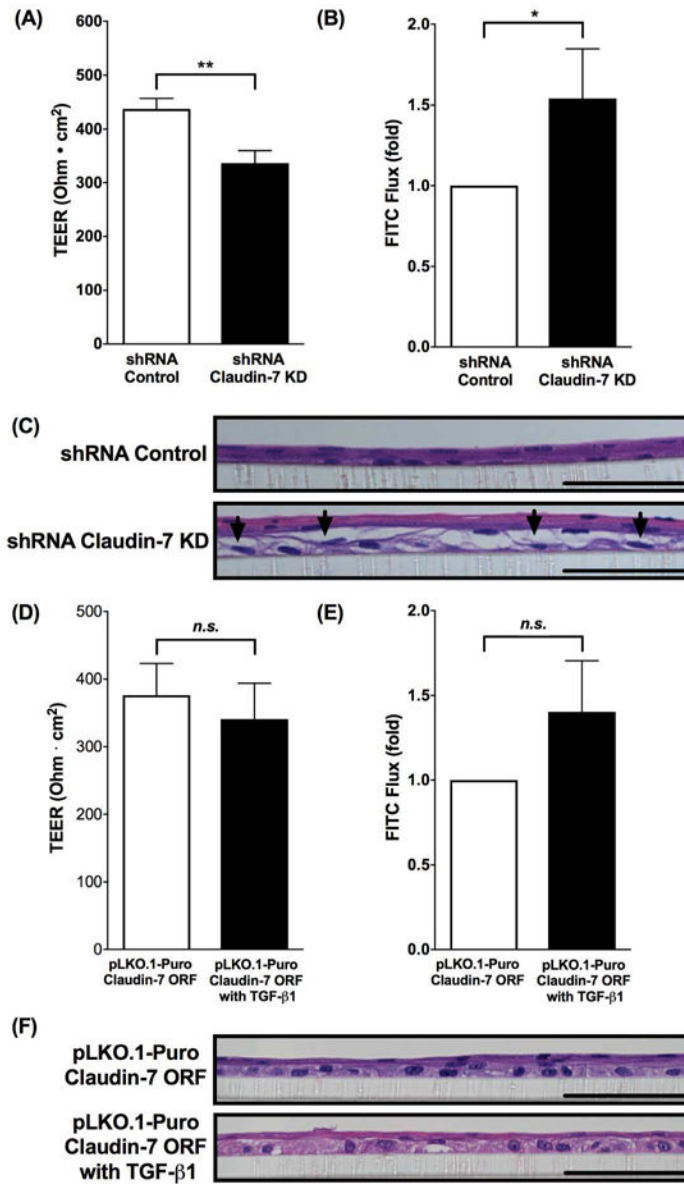 (A)
600
500
400
300
200
100
0
TEER (Ohm • cm²)
**
shRNA
Control
shRNA
Claudin-7 KD
(B)
2.0
1.5
1.0
0.5
0.0
FITC Flux (fold)
*
shRNA
Control
shRNA
Claudin-7 KD
(C)
shRNA Control
shRNA Claudin-7 KD
(D)
500
400
300
200
100
0
TEER (Ohm · cm²)
n.s.
pLKO.1-Puro
Claudin-7 ORF
pLKO.1-Puro
Claudin-7 ORF
with TGF-β1
(E)
2.0
1.5
1.0
0.5
0.0
FITC Flux (fold)
n.s.
pLKO.1-Puro
Claudin-7 ORF
pLKO.1-Puro
Claudin-7 ORF
with TGF-β1
(F)
pLKO.1-Puro
Claudin-7 ORF
pLKO.1-Puro
Claudin-7 ORF
with TGF-β1